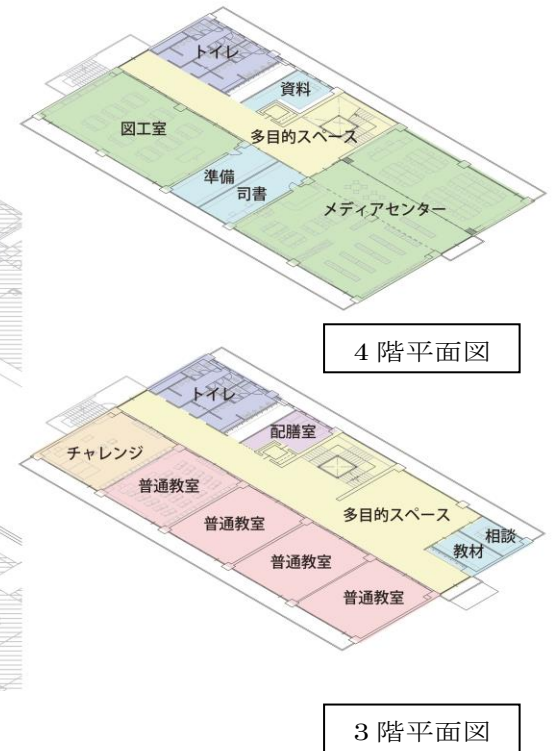 トイレ
資料
図工室
多目的スペース
準備
司書
メディアセンター
4階平面図
トイレ
配膳室
チャレンジ
普通教室
普通教室
多目的スペース
相談
教材
普通教室
普通教室
3階平面図